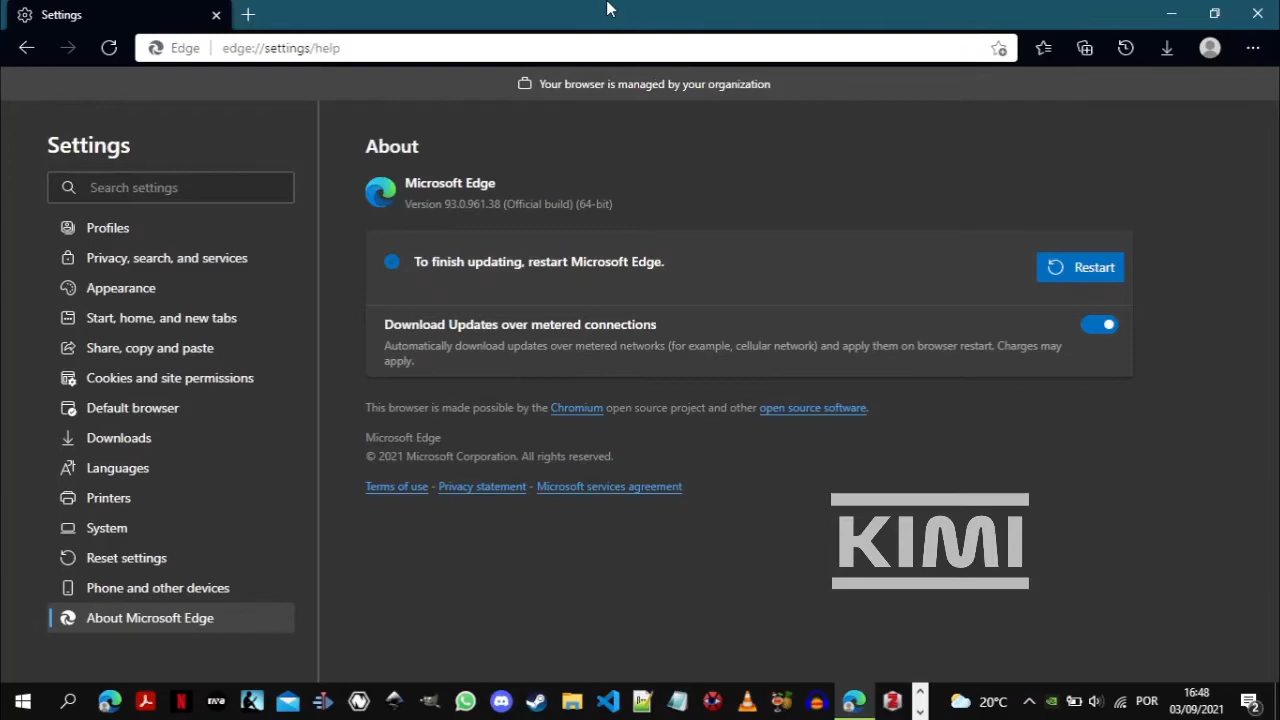 Settings
Edge
edge://settings/help
Your browser is managed by your organization
Settings
Search settings
Profiles
Privacy, search, and services
Appearance
Start, home, and new tabs
Share, copy and paste
Cookies and site permissions
Default browser
Downloads
Languages
Printers
System
Reset settings
Phone and other devices
About Microsoft Edge
About
Microsoft Edge
Version 93.0.961.38 (Official build) (64-bit)
To finish updating, restart Microsoft Edge.
Restart
Download Updates over metered connections
Automatically download updates over metered networks (for example, cellular network) and apply them on browser restart. Charges may
apply.
This browser is made possible by the Chromium open source project and other open source software.
Microsoft Edge
© 2021 Microsoft Corporation. All rights reserved.
Terms of use - Privacy statement - Microsoft services agreement
KIMI
20°C
POR
16:48
03/09/2021
2